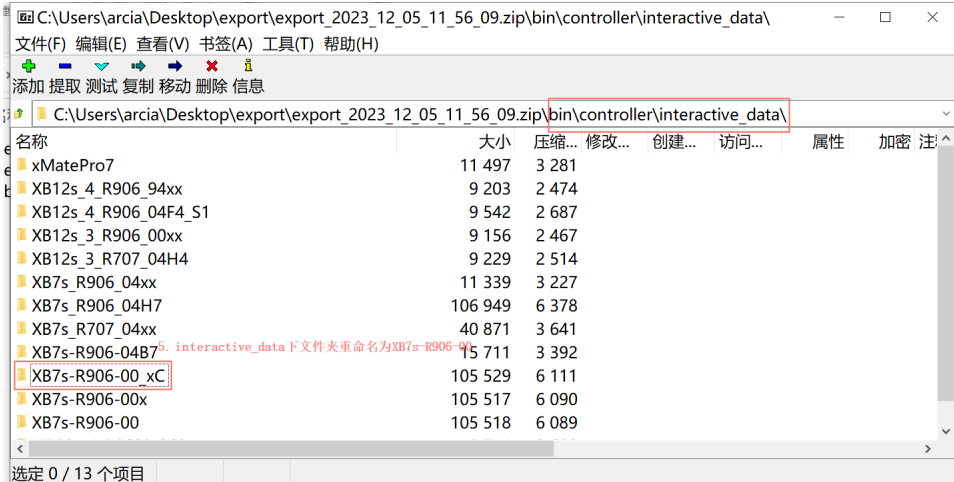 C:\Users\arcia\Desktop\export\export_2023_12_05_11_56_09.zip\bin\controller\interactive_data\
文件(F) 编辑(E) 查看(V) 书签(A) 工具(T) 帮助(H)
添加 提取 测试 复制 移动 删除 信息
C:\Users\arcia\Desktop\export\export_2023_12_05_11_56_09.zip\bin\controller\interactive_data\
名称 大小 压缩... 修改... 创建... 访问... 属性 加密
xMatePro7 11 497 3 281
XB12s_4_R906_94xx 9 203 2 474
XB12s_4_R906_04F4_S1 9 542 2 687
XB12s_3_R906_00xx 9 156 2 467
XB12s_3_R707_04H4 9 229 2 514
XB7s_R906_04xx 11 339 3 227
XB7s_R906_04H7 106 949 6 378
XB7s_R707_04xx 40 871 3 641
5. interactive_data下文件夹重命名为XB7s-R906-00
XB7s-R906-04B7 15 711 3 392
XB7s-R906-00_xC 105 529 6 111
XB7s-R906-00x 105 517 6 090
XB7s-R906-00 105 518 6 089
选定 0 / 13 个项目